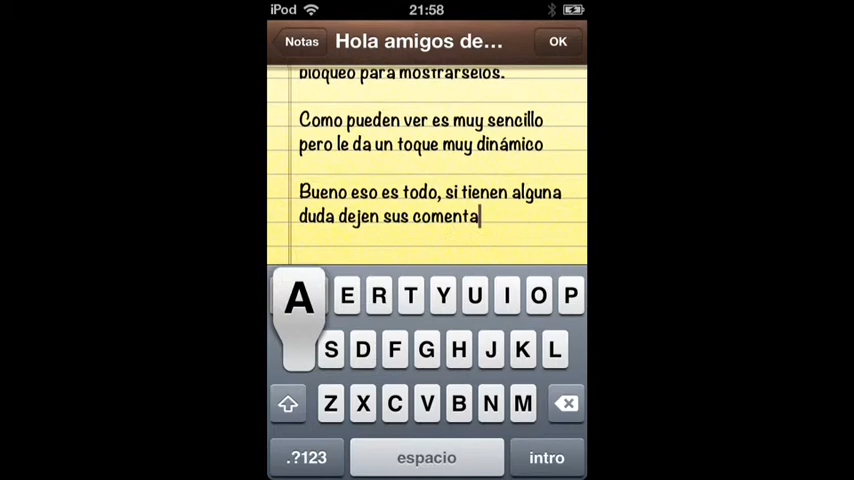 iPod 21:58
Notas Hola amigos de... OK
bloqueo para mostrárselos.
Como pueden ver es muy sencillo
pero le da un toque muy dinámico
Bueno eso es todo, si tienen alguna
duda dejen sus comenta
A E R T Y U I O P
S D F G H J K L
Z X C V B N M
.?123 espacio intro